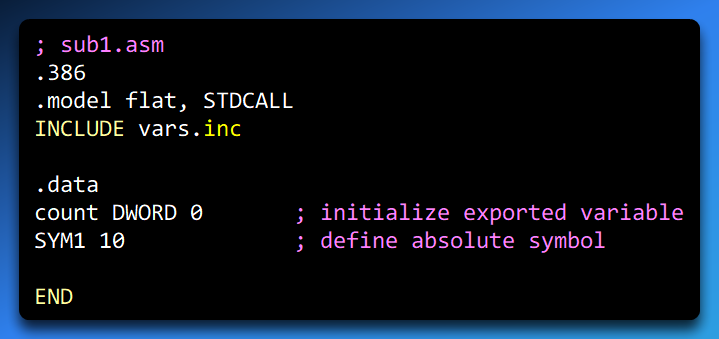 ; sub1.asm
.386
.model flat, STDCALL
INCLUDE vars.inc
.data
count DWORD 0 ; initialize exported variable
SYM1 10 ; define absolute symbol
END